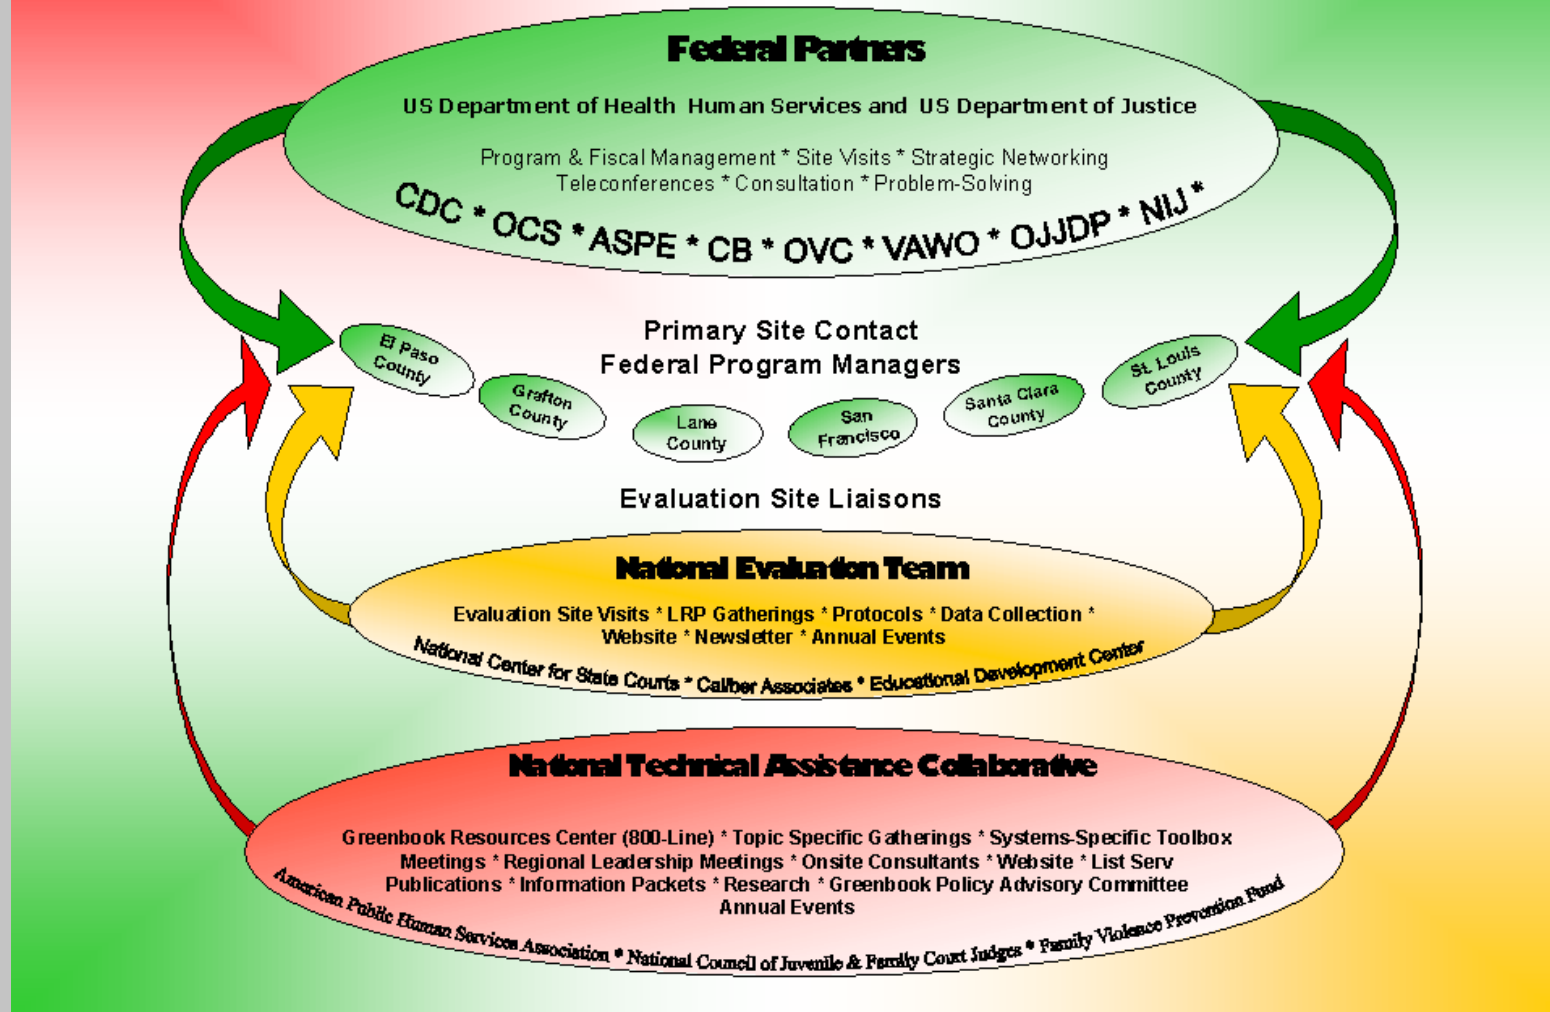 Federal Partners
US Department of Health Human Services and US Department of Justice
Program & Fiscal Management * Site Visits * Strategic Networking
Teleconferences * Consultation * Problem-Solving
CDC * OCS * ASPE * CB * OVC * VAWO * OJJDP * NIJ *
Primary Site Contact
Federal Program Managers
El Paso
County
Grafton
County
Lane
County
San
Francisco
Santa Clara
County
St. Louis
County
Evaluation Site Liaisons
National Evaluation Team
Evaluation Site Visits * LRP Gatherings * Protocols * Data Collection *
Website * Newsletter * Annual Events
National Center for State Courts * Caliber Associates * Educational Development Center
National Technical Assistance Collaborative
Greenbook Resources Center (800-Line) * Topic Specific Gatherings * Systems-Specific Toolbox
Meetings * Regional Leadership Meetings * Onsite Consultants * Website * List Serv
Publications * Information Packets * Research * Greenbook Policy Advisory Committee
Annual Events
American Public Human Services Association * National Council of Juvenile & Family Court Judges * Family Violence Prevention Fund